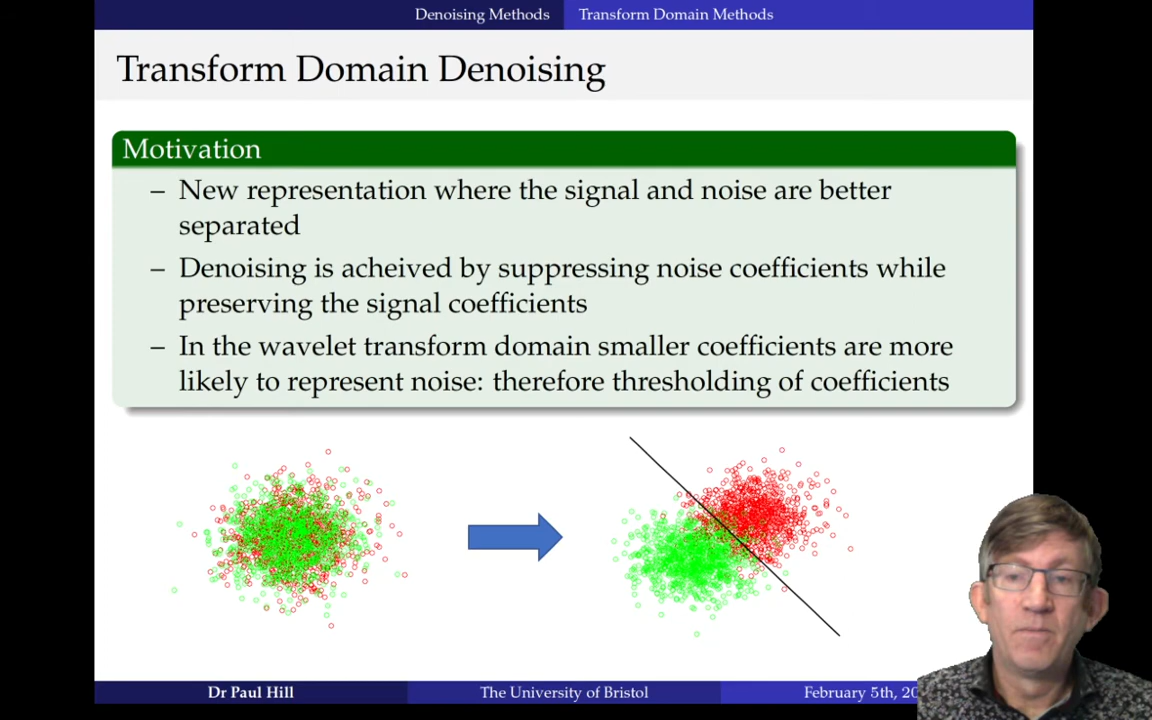 Denoising Methods Transform Domain Methods
Transform Domain Denoising
Motivation
– New representation where the signal and noise are better
separated
– Denoising is acheived by suppressing noise coefficients while
preserving the signal coefficients
– In the wavelet transform domain smaller coefficients are more
likely to represent noise: therefore thresholding of coefficients
Dr Paul Hill The University of Bristol February 5th,